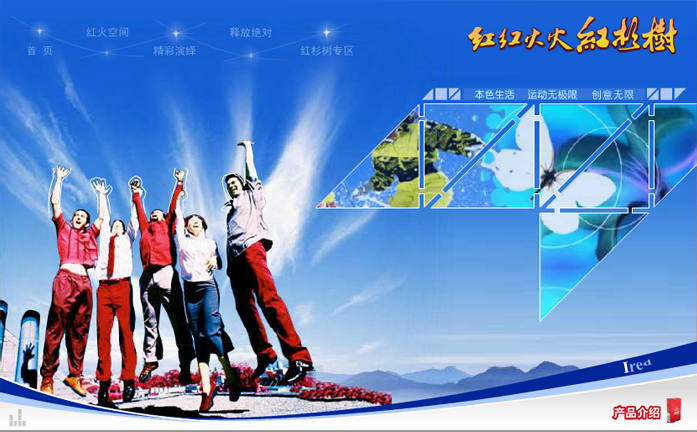 红火空间 释放绝对
首页 精彩演绎 红杉树专区
红红火火紅杉樹
本色生活 运动无极限 创意无限
Ired
产品介绍